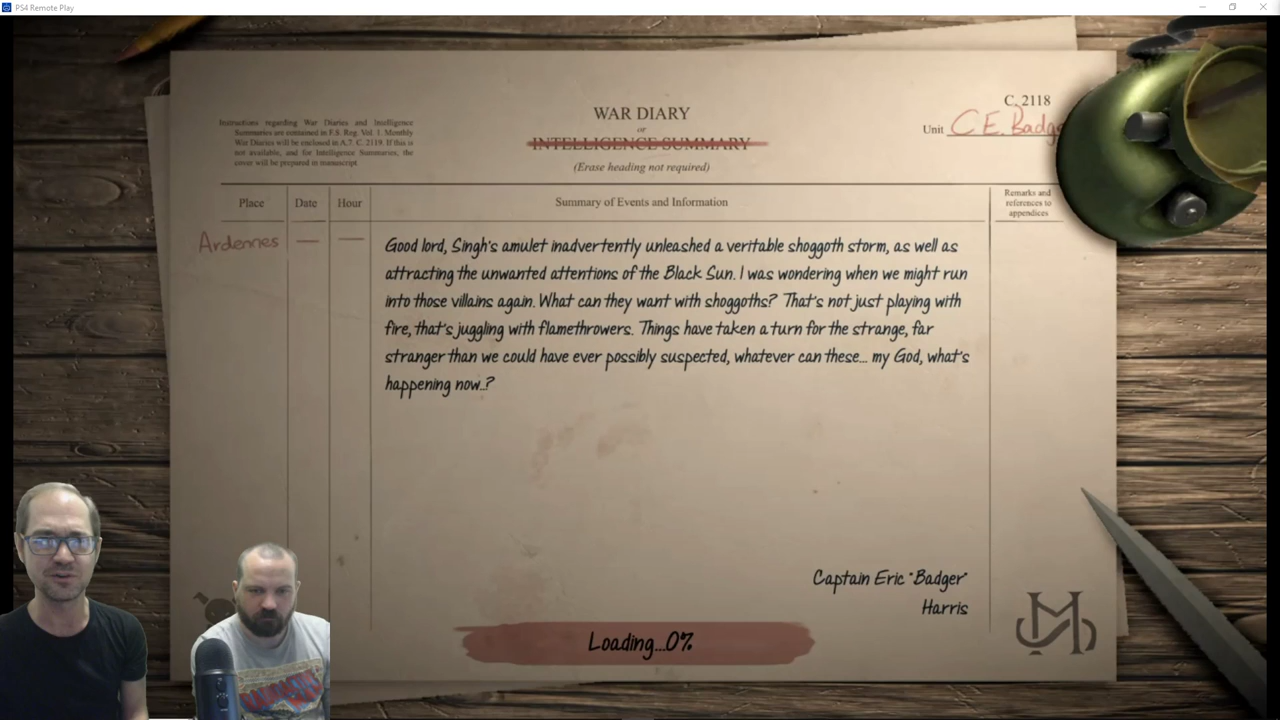 PS4 Remote Play
C. 2118
WAR DIARY
or
INTELLIGENCE SUMMARY
(Erase heading not required)
Unit C.E. Badge
Instructions regarding War Diaries and Intelligence
Summaries are contained in F.S. Reg. Vol. 1. Monthly
War Diaries will be enclosed in A.7. C. 2119. If this is
not available, and for Intelligence Summaries, the
cover will be prepared in manuscript
Place
Date
Hour
Summary of Events and Information
Remarks and
references to
appendices
Ardennes — —
Good lord, Singh's amulet inadvertently unleashed a veritable shoggoth storm, as well as
attracting the unwanted attentions of the Black Sun. I was wondering when we might run
into those villains again. What can they want with shoggoths? That's not just playing with
fire, that's juggling with flamethrowers. Things have taken a turn for the strange, far
stranger than we could have ever possibly suspected, whatever can these... my God, what's
happening now..?
Captain Eric "Badger"
Harris
Loading...0%